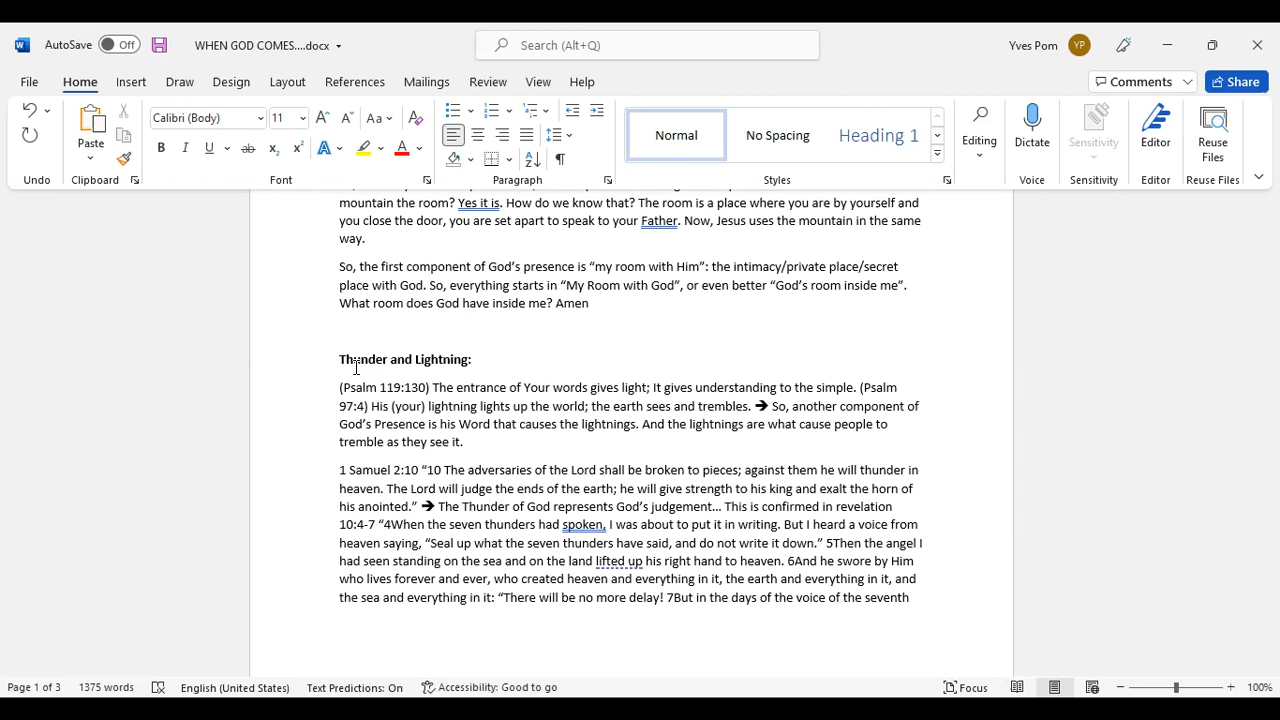 AutoSave Off WHEN GOD COMES....docx Search (Alt+Q) Yves Pom YP
File Home Insert Draw Design Layout References Mailings Review View Help Comments Share
Calibri (Body) 11 Aa
Paste B I U ab x₂ x² A A A Normal No Spacing Heading 1 Editing Dictate Sensitivity Editor Reuse Files
Undo Clipboard Font Paragraph Styles Voice Sensitivity Editor Reuse Files
mountain the room? Yes it is. How do we know that? The room is a place where you are by yourself and
you close the door, you are set apart to speak to your Father. Now, Jesus uses the mountain in the same
way.
So, the first component of God’s presence is “my room with Him”: the intimacy/private place/secret
place with God. So, everything starts in “My Room with God”, or even better “God’s room inside me”.
What room does God have inside me? Amen
Thunder and Lightning:
(Psalm 119:130) The entrance of Your words gives light; It gives understanding to the simple. (Psalm
97:4) His (your) lightning lights up the world; the earth sees and trembles. ➔ So, another component of
God’s Presence is his Word that causes the lightnings. And the lightnings are what cause people to
tremble as they see it.
1 Samuel 2:10 “10 The adversaries of the Lord shall be broken to pieces; against them he will thunder in
heaven. The Lord will judge the ends of the earth; he will give strength to his king and exalt the horn of
his anointed.” ➔ The Thunder of God represents God’s judgement… This is confirmed in revelation
10:4-7 “4When the seven thunders had spoken, I was about to put it in writing. But I heard a voice from
heaven saying, “Seal up what the seven thunders have said, and do not write it down.” 5Then the angel I
had seen standing on the sea and on the land lifted up his right hand to heaven. 6And he swore by Him
who lives forever and ever, who created heaven and everything in it, the earth and everything in it, and
the sea and everything in it: “There will be no more delay! 7But in the days of the voice of the seventh
Page 1 of 3 1375 words English (United States) Text Predictions: On Accessibility: Good to go Focus 100%